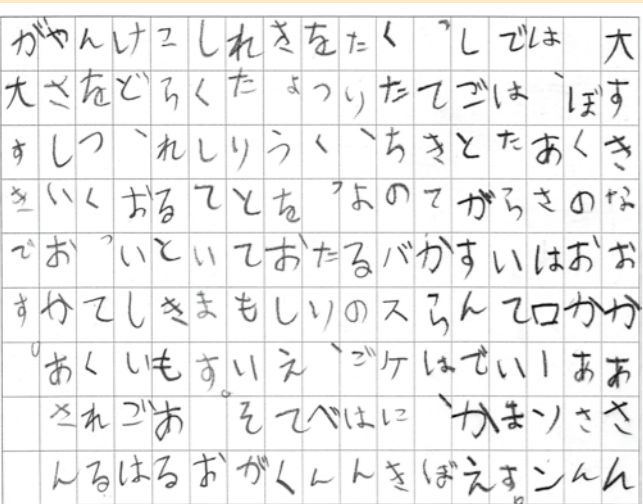 大すきなおかあさん
ぼくのおかあさん
は、あさはローソン
ではたらいています。
しごとがすんでかえ
ってきてからは、ぼ
くたちのバスケにき
たり、よるのごはん
をつくったり、べん
きょうをおしえてく
れたりとてもいそが
しくしています。お
こられるときもある
けど、おいしいごは
んをつくってくれる
やさしいおかあさん
が大すきです。